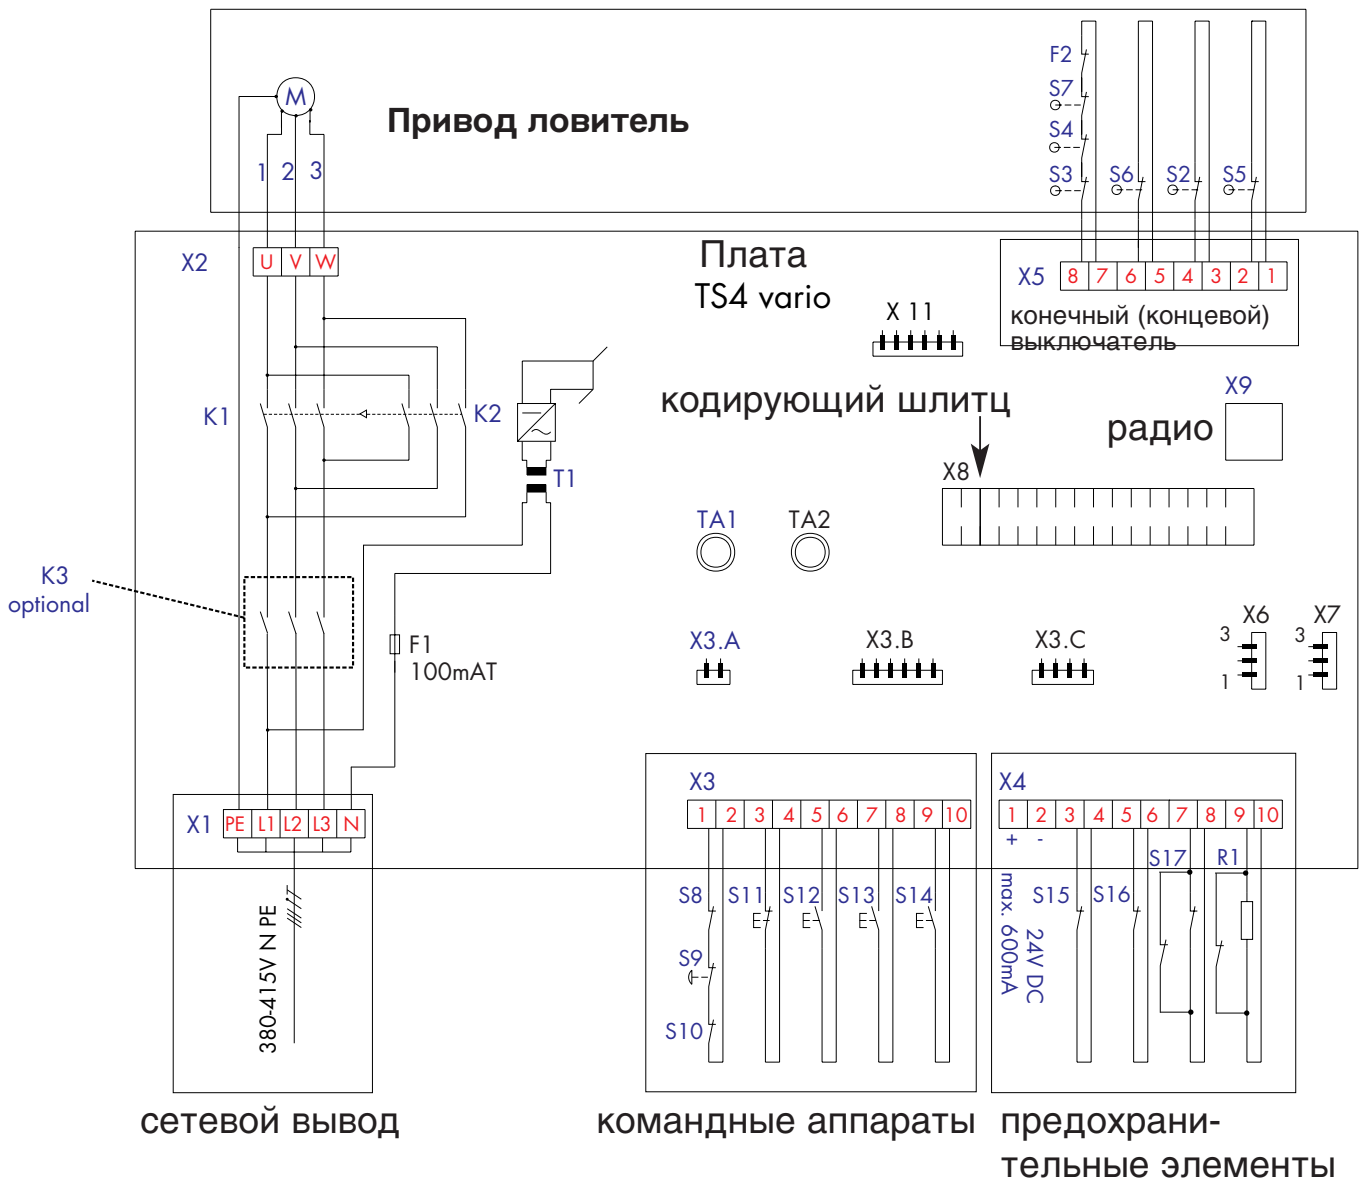 M
Привод ловитель
1 2 3
F2
S7
S4
S3 S6 S2 S5
X2 U V W
Плата
TS4 vario
X 11
X5 8 7 6 5 4 3 2 1
конечный (концевой)
выключатель
K1 K2
кодирующий шлитц
X9
радио
X8
T1
TA1 TA2
K3
optional
F1
100mAT
X3.A X3.B X3.C
X6 X7
3 3
1 1
X1 PE L1 L2 L3 N
380-415V N PE
X3
1 2 3 4 5 6 7 8 9 10
S8 S11 S12 S13 S14
S9
S10
X4
1 2 3 4 5 6 7 8 9 10
+ -
S17 R1
S15 S16
24V DC
max. 600mA
сетевой вывод
командные аппараты
предохрани-
тельные элементы